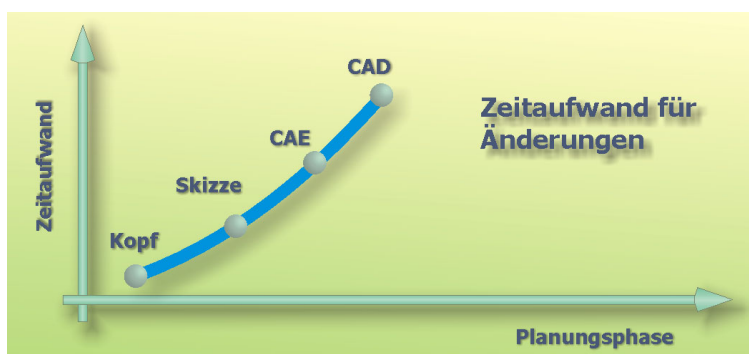 CAD
Zeitaufwand für
Änderungen
CAE
Zeitaufwand
Skizze
Kopf
Planungsphase